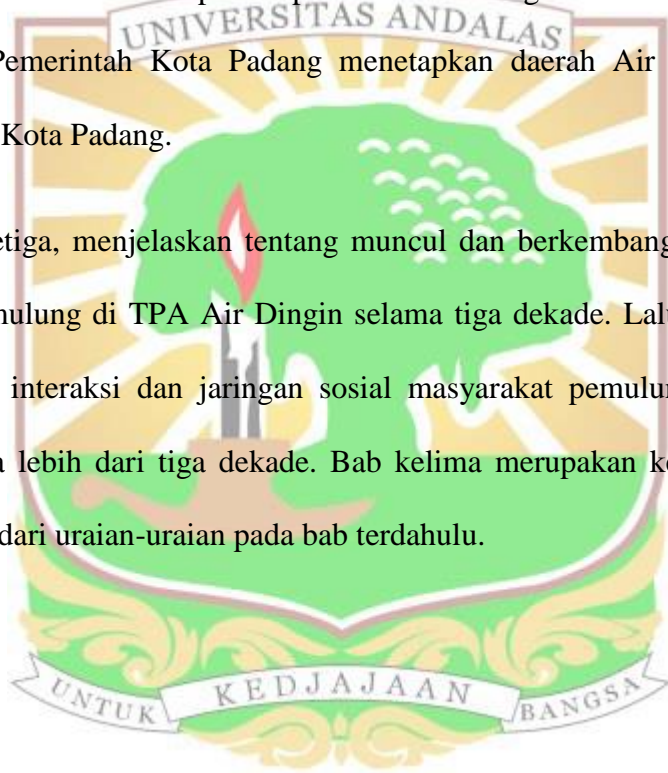 UNIVERSITAS ANDALAS
Pemerintah Kota Padang menetapkan daerah Air
Kota Padang.
etiga, menjelaskan tentang muncul dan berkembang
mulung di TPA Air Dingin selama tiga dekade. Lalu
interaksi dan jaringan sosial masyarakat pemulun
a lebih dari tiga dekade. Bab kelima merupakan ke
dari uraian-uraian pada bab terdahulu.
UNTUK KEDJAJAAN BANGSA